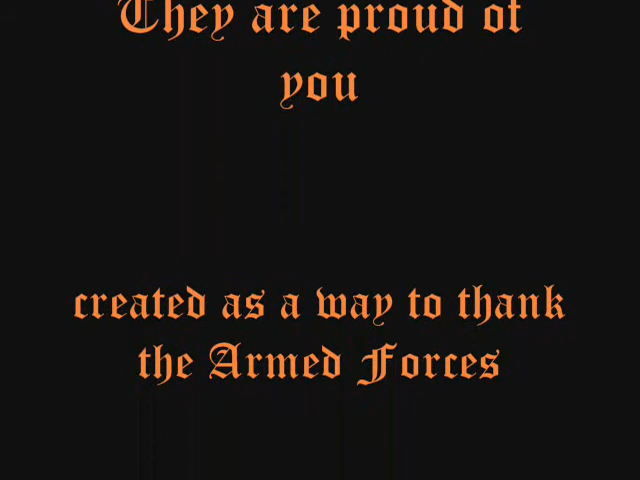 They are proud of
you
created as a way to thank
the Armed Forces